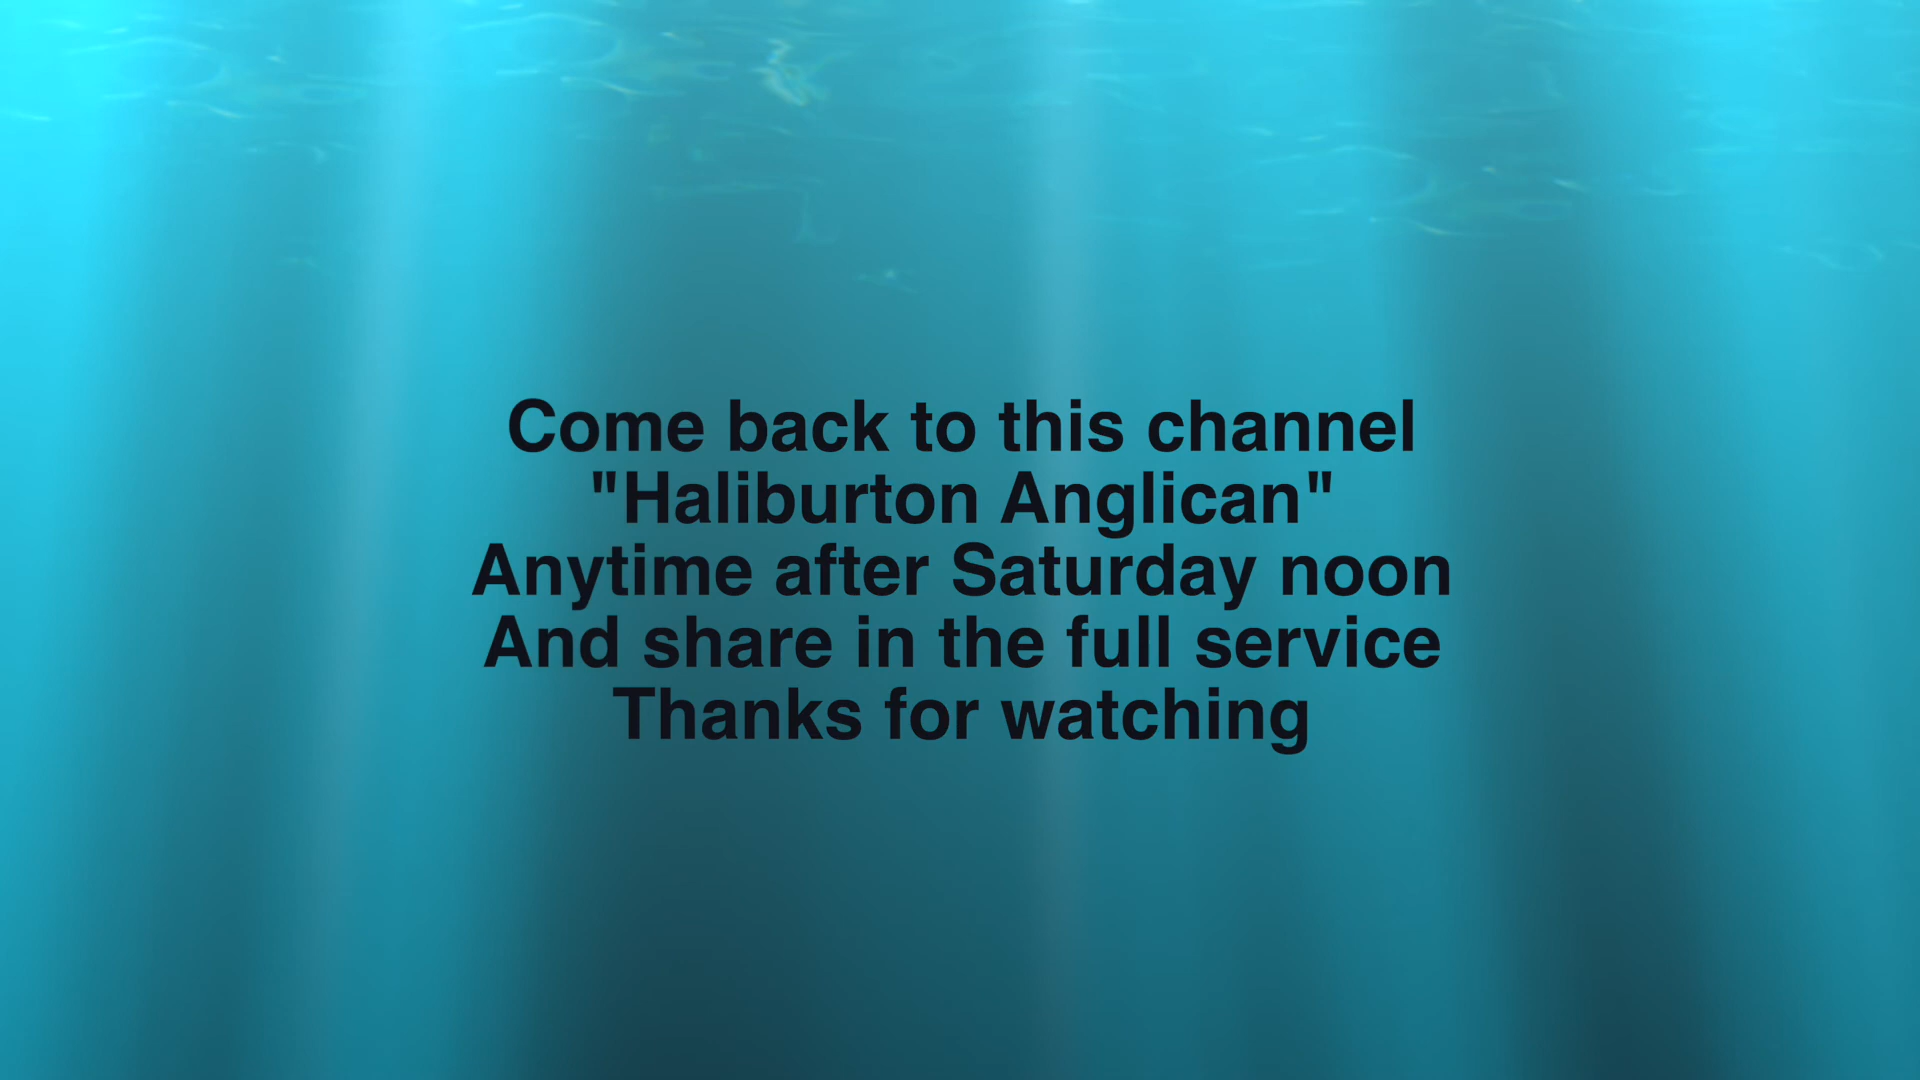 Come back to this channel
"Haliburton Anglican"
Anytime after Saturday noon
And share in the full service
Thanks for watching